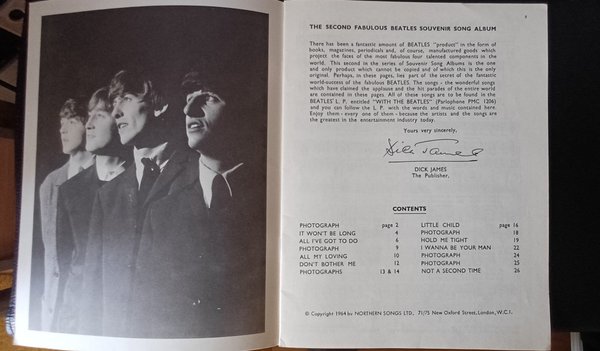 3
THE SECOND FABULOUS BEATLES SOUVENIR SONG ALBUM
There has been a fantastic amount of BEATLES "product" in the form of
books, magazines, periodicals and, of course, manufactured goods which
project the faces of the most fabulous four talented components in the
world. This second in the series of Souvenir Song Albums is the one
and only product which cannot be copied and of which this is the only
original. Perhaps, in these pages, lies part of the secret of the fantastic
world-success of the fabulous BEATLES. The songs - the wonderful songs
which have claimed the applause and the hit parades of the entire world
are contained in these pages. All of these songs are to be found in the
BEATLES' L. P. entitled "WITH THE BEATLES" (Parlophone PMC 1206)
and you can follow the L. P. with the words and music contained here.
Enjoy them - every one of them - because the artists and the songs are
the greatest in the entertainment industry today.
Yours very sincerely,
Dick James
DICK JAMES
The Publisher.
CONTENTS
PHOTOGRAPH page 2
IT WON'T BE LONG 4
ALL I'VE GOT TO DO 6
PHOTOGRAPH 9
ALL MY LOVING 10
DON'T BOTHER ME 12
PHOTOGRAPHS 13 & 14
LITTLE CHILD page 16
PHOTOGRAPH 18
HOLD ME TIGHT 19
I WANNA BE YOUR MAN 22
PHOTOGRAPH 24
PHOTOGRAPH 25
NOT A SECOND TIME 26
© Copyright 1964 by NORTHERN SONGS LTD., 71/75 New Oxford Street, London, W.C.1.